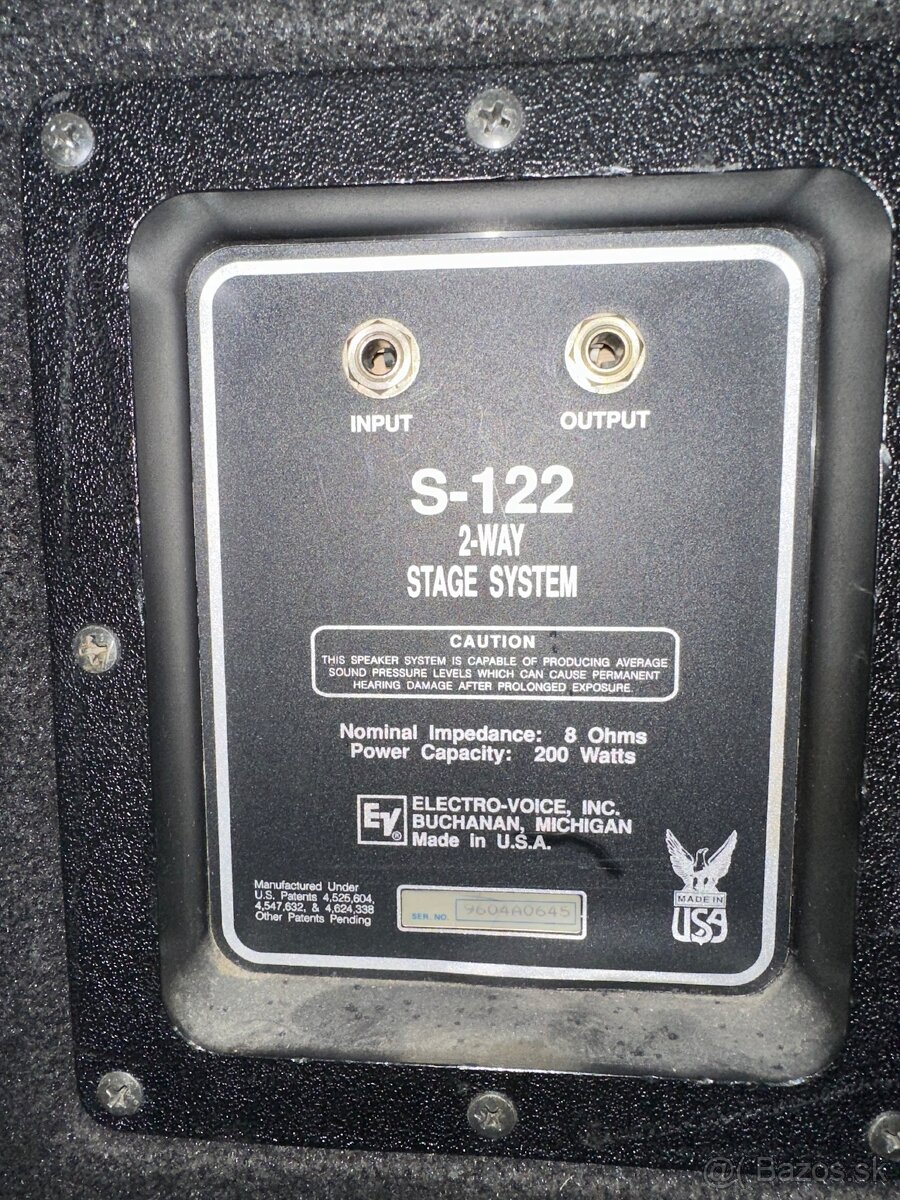 INPUT
OUTPUT
S-122
2-WAY
STAGE SYSTEM
CAUTION
THIS SPEAKER SYSTEM IS CAPABLE OF PRODUCING AVERAGE
SOUND PRESSURE LEVELS WHICH CAN CAUSE PERMANENT
HEARING DAMAGE AFTER PROLONGED EXPOSURE.
Nominal Impedance: 8 Ohms
Power Capacity: 200 Watts
EV®
ELECTRO-VOICE, INC.
BUCHANAN, MICHIGAN
Made in U.S.A.
Manufactured Under
U.S. Patents 4,525,604,
4,547,632, & 4,624,338
Other Patents Pending
SER. NO. 9604A0645
MADE IN
USA
@ Bazos.sk